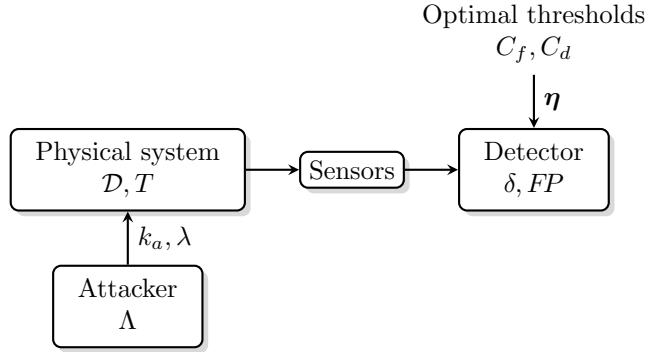 Optimal thresholds
C_f, C_d
η
Physical system
𝒟, T
Sensors
Detector
δ, FP
k_a, λ
Attacker
Λ